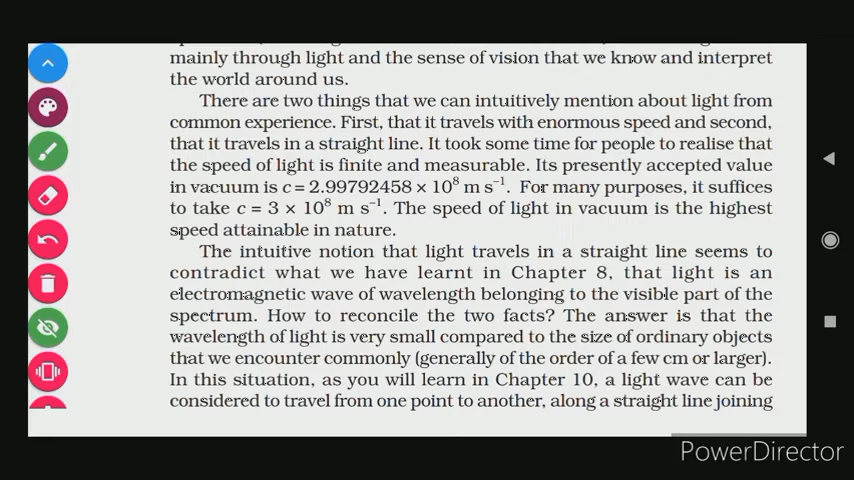 mainly through light and the sense of vision that we know and interpret
the world around us.
There are two things that we can intuitively mention about light from
common experience. First, that it travels with enormous speed and second,
that it travels in a straight line. It took some time for people to realise that
the speed of light is finite and measurable. Its presently accepted value
in vacuum is c = 2.99792458 × 10⁸ m s⁻¹. For many purposes, it suffices
to take c = 3 × 10⁸ m s⁻¹. The speed of light in vacuum is the highest
speed attainable in nature.
The intuitive notion that light travels in a straight line seems to
contradict what we have learnt in Chapter 8, that light is an
electromagnetic wave of wavelength belonging to the visible part of the
spectrum. How to reconcile the two facts? The answer is that the
wavelength of light is very small compared to the size of ordinary objects
that we encounter commonly (generally of the order of a few cm or larger).
In this situation, as you will learn in Chapter 10, a light wave can be
considered to travel from one point to another, along a straight line joining
PowerDirector